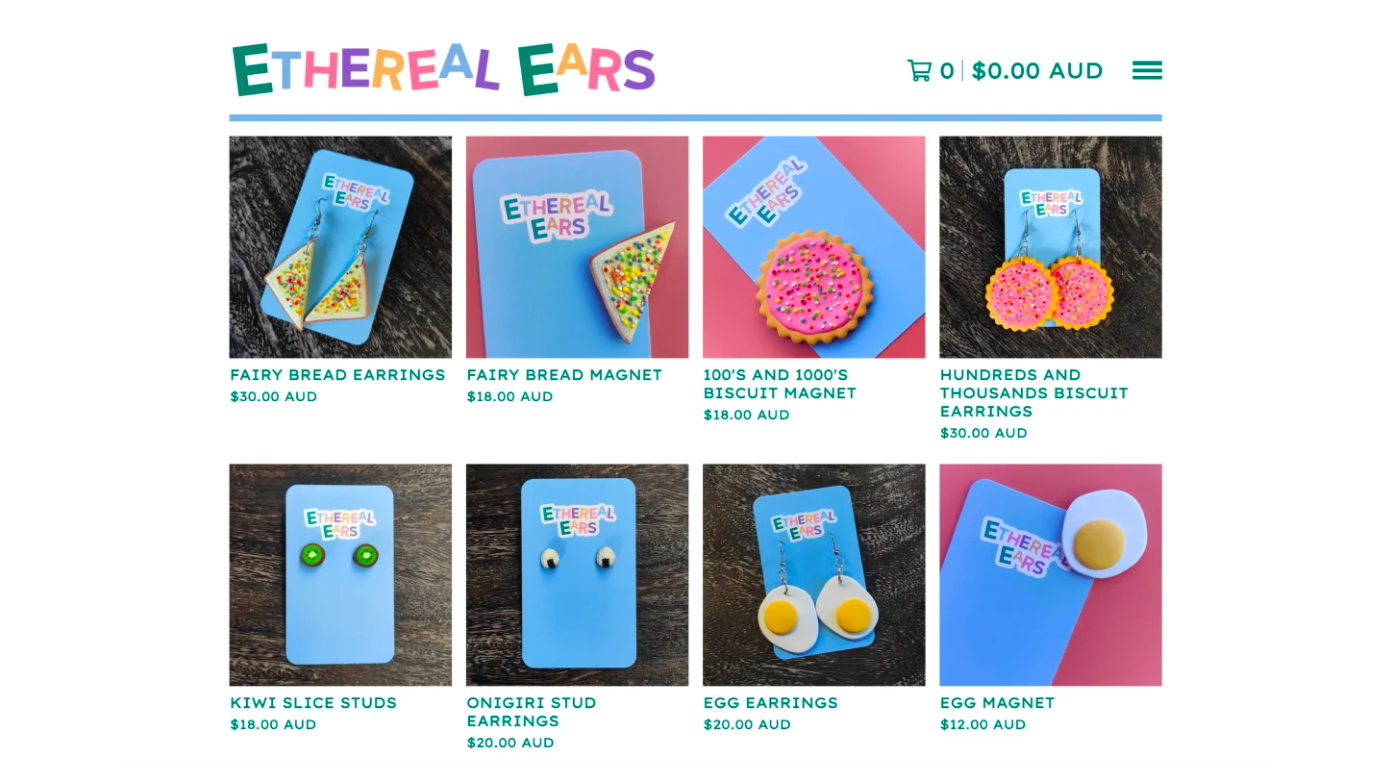 ETHEREAL EARS
0 $0.00 AUD
ETHEREAL
EARS
ETHEREAL
EARS
ETHEREAL
EARS
ETHEREAL
EARS
FAIRY BREAD EARRINGS
$30.00 AUD
FAIRY BREAD MAGNET
$18.00 AUD
100'S AND 1000'S
BISCUIT MAGNET
$18.00 AUD
HUNDREDS AND
THOUSANDS BISCUIT
EARRINGS
$30.00 AUD
ETHEREAL
EARS
ETHEREAL
EARS
ETHEREAL
EARS
ETHEREA
EARS
KIWI SLICE STUDS
$18.00 AUD
ONIGIRI STUD
EARRINGS
$20.00 AUD
EGG EARRINGS
$20.00 AUD
EGG MAGNET
$12.00 AUD